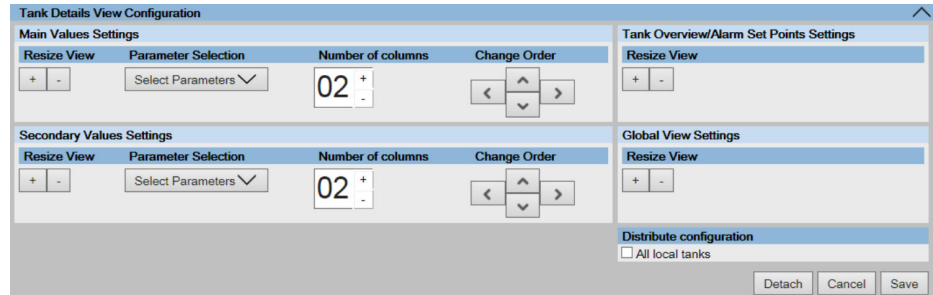 Tank Details View Configuration
Main Values Settings
Resize View Parameter Selection Number of columns Change Order
+ - Select Parameters 02 + -
Tank Overview/Alarm Set Points Settings
Resize View
+ -
Secondary Values Settings
Resize View Parameter Selection Number of columns Change Order
+ - Select Parameters 02 + -
Global View Settings
Resize View
+ -
Distribute configuration
All local tanks
Detach Cancel Save